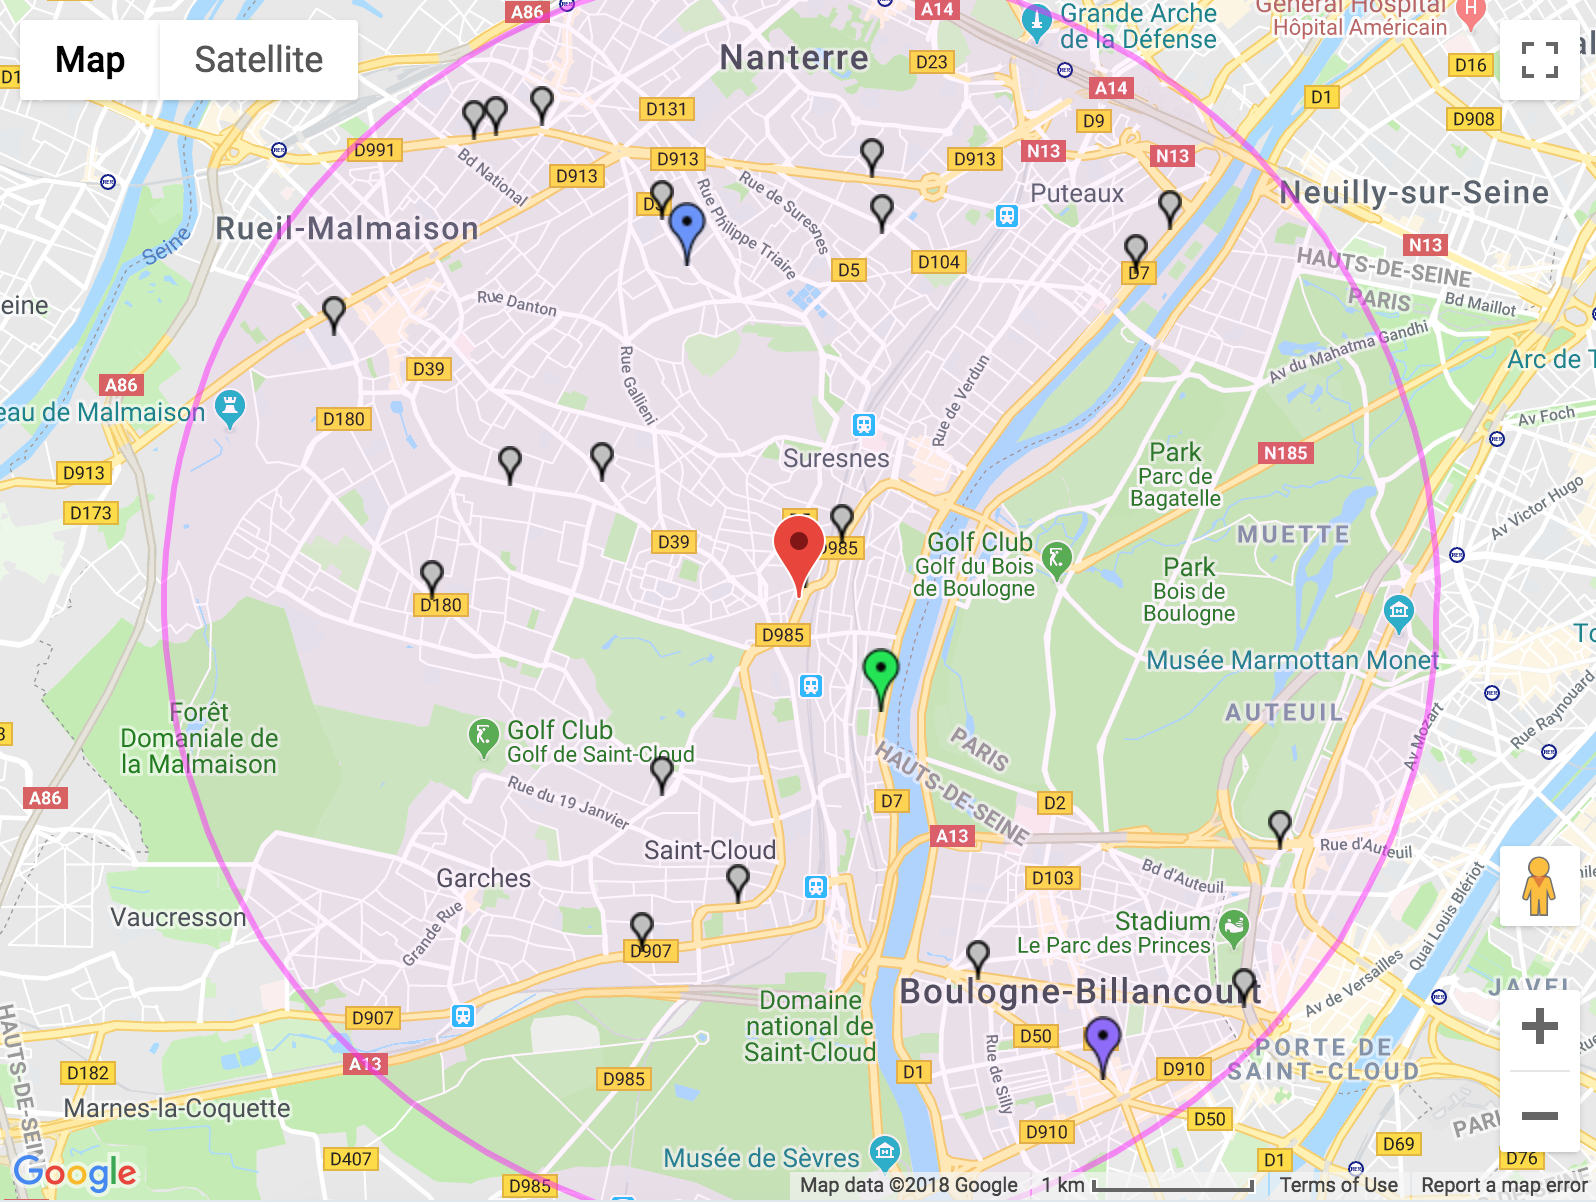 Map
Satellite
A86
A14
Grande Arche
de la Défense
General Hospital
Hôpital Américain
Nanterre
D23
D16
D1
A14
D1
D131
D9
D908
D991
D913
D913
D913
N13
N13
Bd National
Rue de Suresnes
Rue Philippe Triaire
Puteaux
Neuilly-sur-Seine
Rueil-Malmaison
Seine
N13
HAUTS-DE-SEINE
PARIS
Bd Maillot
D5
D104
D7
Rue Danton
Av du Mahatma Gandhi
Rue Gallieni
Rue de Verdun
D39
A86
Arc de T
eau de Malmaison
D180
Av Foch
Suresnes
Park
Parc de
Bagatelle
N185
D913
D173
Av Victor Hugo
D39
D985
Golf Club
Golf du Bois
de Boulogne
MUETTE
Park
Bois de
Boulogne
D180
D985
Musée Marmottan Monet
AUTEUIL
Av Mozart
Rue Raynouard
Forêt
Domaniale de
la Malmaison
Golf Club
Golf de Saint-Cloud
PARIS
HAUTS-DE-SEINE
Rue du 19 Janvier
A86
D7
D2
A13
Rue d'Auteuil
Saint-Cloud
Garches
D103
Bd d'Auteuil
Vaucresson
Grande Rue
Stadium
Le Parc des Princes
Quai Louis Blériot
D907
Boulogne-Billancourt
Av de Versailles
JAVEL
Domaine
national de
Saint-Cloud
D907
D50
Rue de Silly
PORTE DE
SAINT-CLOUD
A13
D182
D985
D1
D910
Marnes-la-Coquette
D50
D910
D69
D407
Musée de Sèvres
D1
D76
D985
Google
Map data ©2018 Google
1 km
Terms of Use
Report a map error